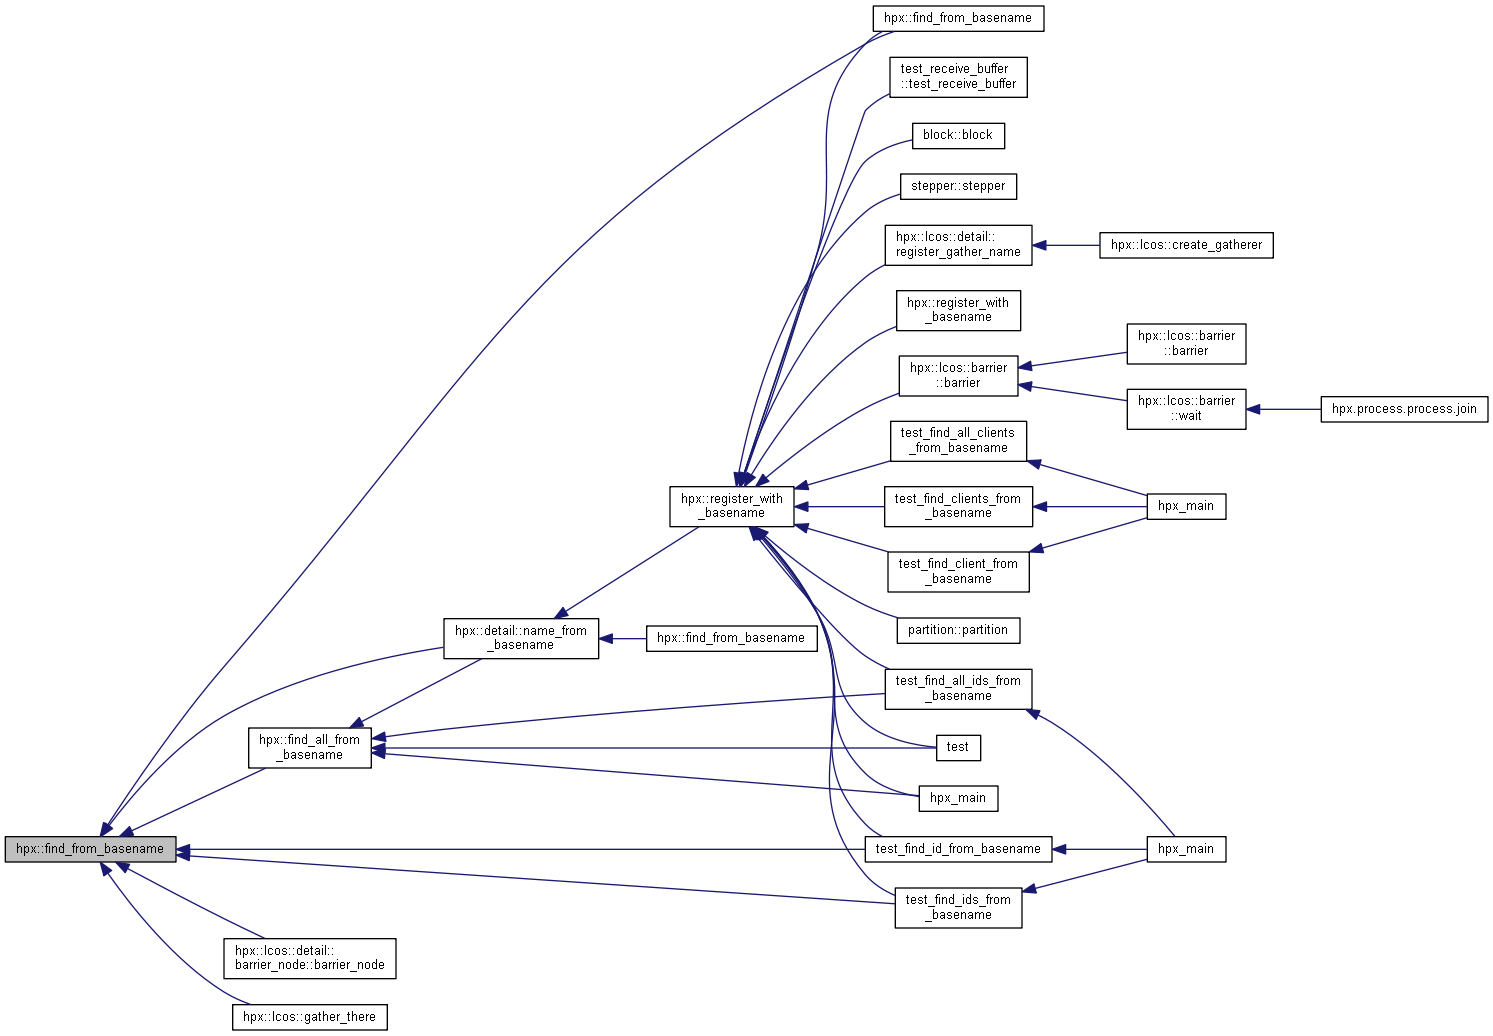 hpx::find_from_basename
test_receive_buffer
::test_receive_buffer
block::block
stepper::stepper
hpx::lcos::detail::
register_gather_name
hpx::lcos::create_gatherer
hpx::register_with
_basename
hpx::lcos::barrier
::barrier
hpx::lcos::barrier
::barrier
hpx::lcos::barrier
::wait
hpx.process.process.join
test_find_all_clients
_from_basename
hpx::register_with
_basename
test_find_clients_from
_basename
hpx_main
test_find_client_from
_basename
hpx::detail::name_from
_basename
hpx::find_from_basename
partition::partition
test_find_all_ids_from
_basename
hpx::find_all_from
_basename
test
hpx_main
hpx::find_from_basename
test_find_id_from_basename
hpx_main
test_find_ids_from
_basename
hpx::lcos::detail::
barrier_node::barrier_node
hpx::lcos::gather_there